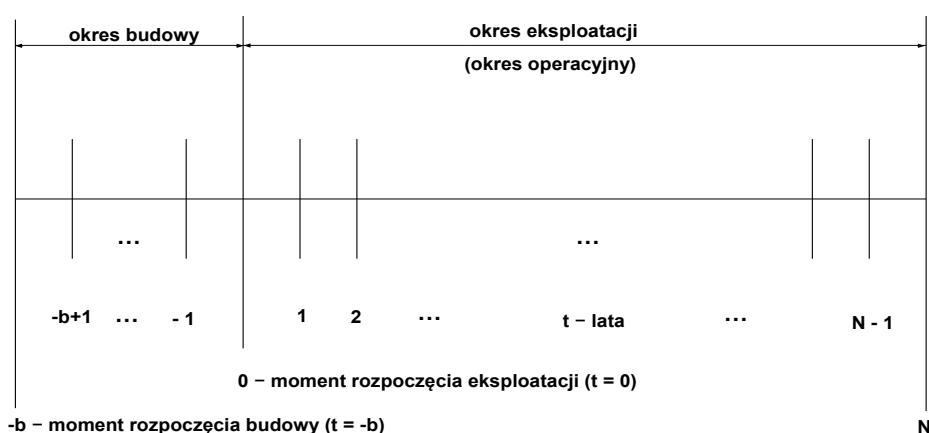 okres budowy
okres eksploatacji
(okres operacyjny)
... ...
-b+1 ... - 1 1 2 ... t – lata ... N - 1
0 – moment rozpoczęcia eksploatacji (t = 0)
-b – moment rozpoczęcia budowy (t = -b) N